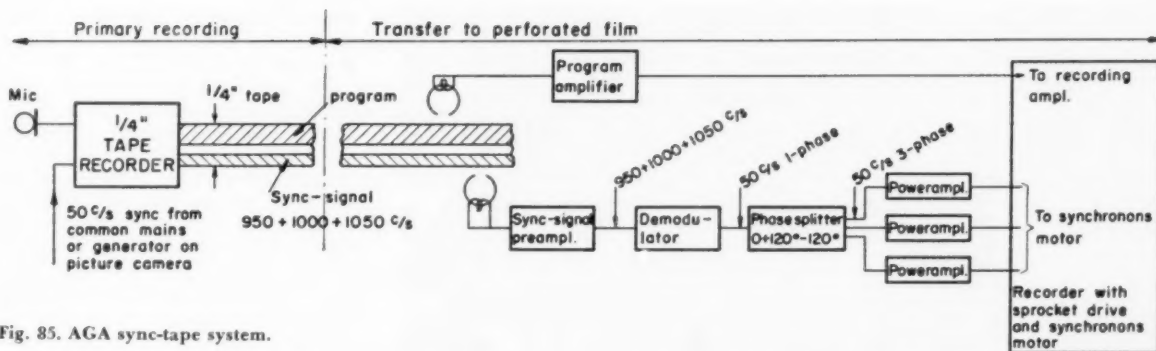 Primary recording
Transfer to perforated film
Mic
1/4" TAPE RECORDER
1/4" tape
program
Sync-signal
950 + 1000 + 1050 c/s
50 c/s sync from
common mains
or generator on
picture camera
Program
amplifier
To recording
ampl.
Sync-signal
preampl.
950+1000+1050 c/s
Demodu-
lator
50 c/s 1-phase
Phase splitter
0+120°-120°
50 c/s 3-phase
Powerampl.
Powerampl.
Powerampl.
To synchronons
motor
Recorder with
sprocket drive
and synchronons
motor
Fig. 85. AGA sync-tape system.